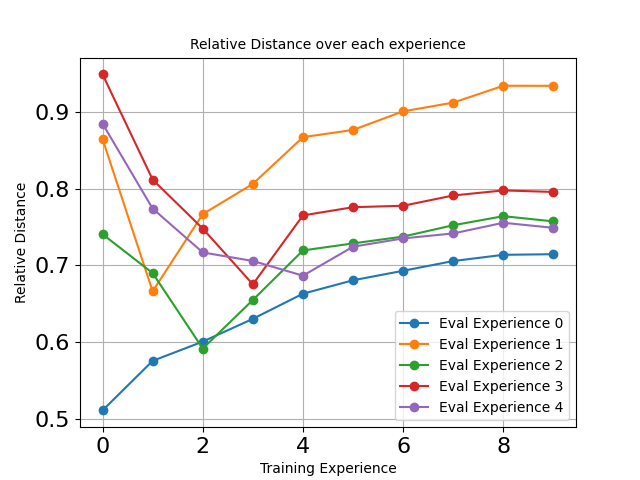 Relative Distance over each experience
Relative Distance
0.9
0.8
0.7
0.6
0.5
0 2 4 6 8
Training Experience
Eval Experience 0
Eval Experience 1
Eval Experience 2
Eval Experience 3
Eval Experience 4